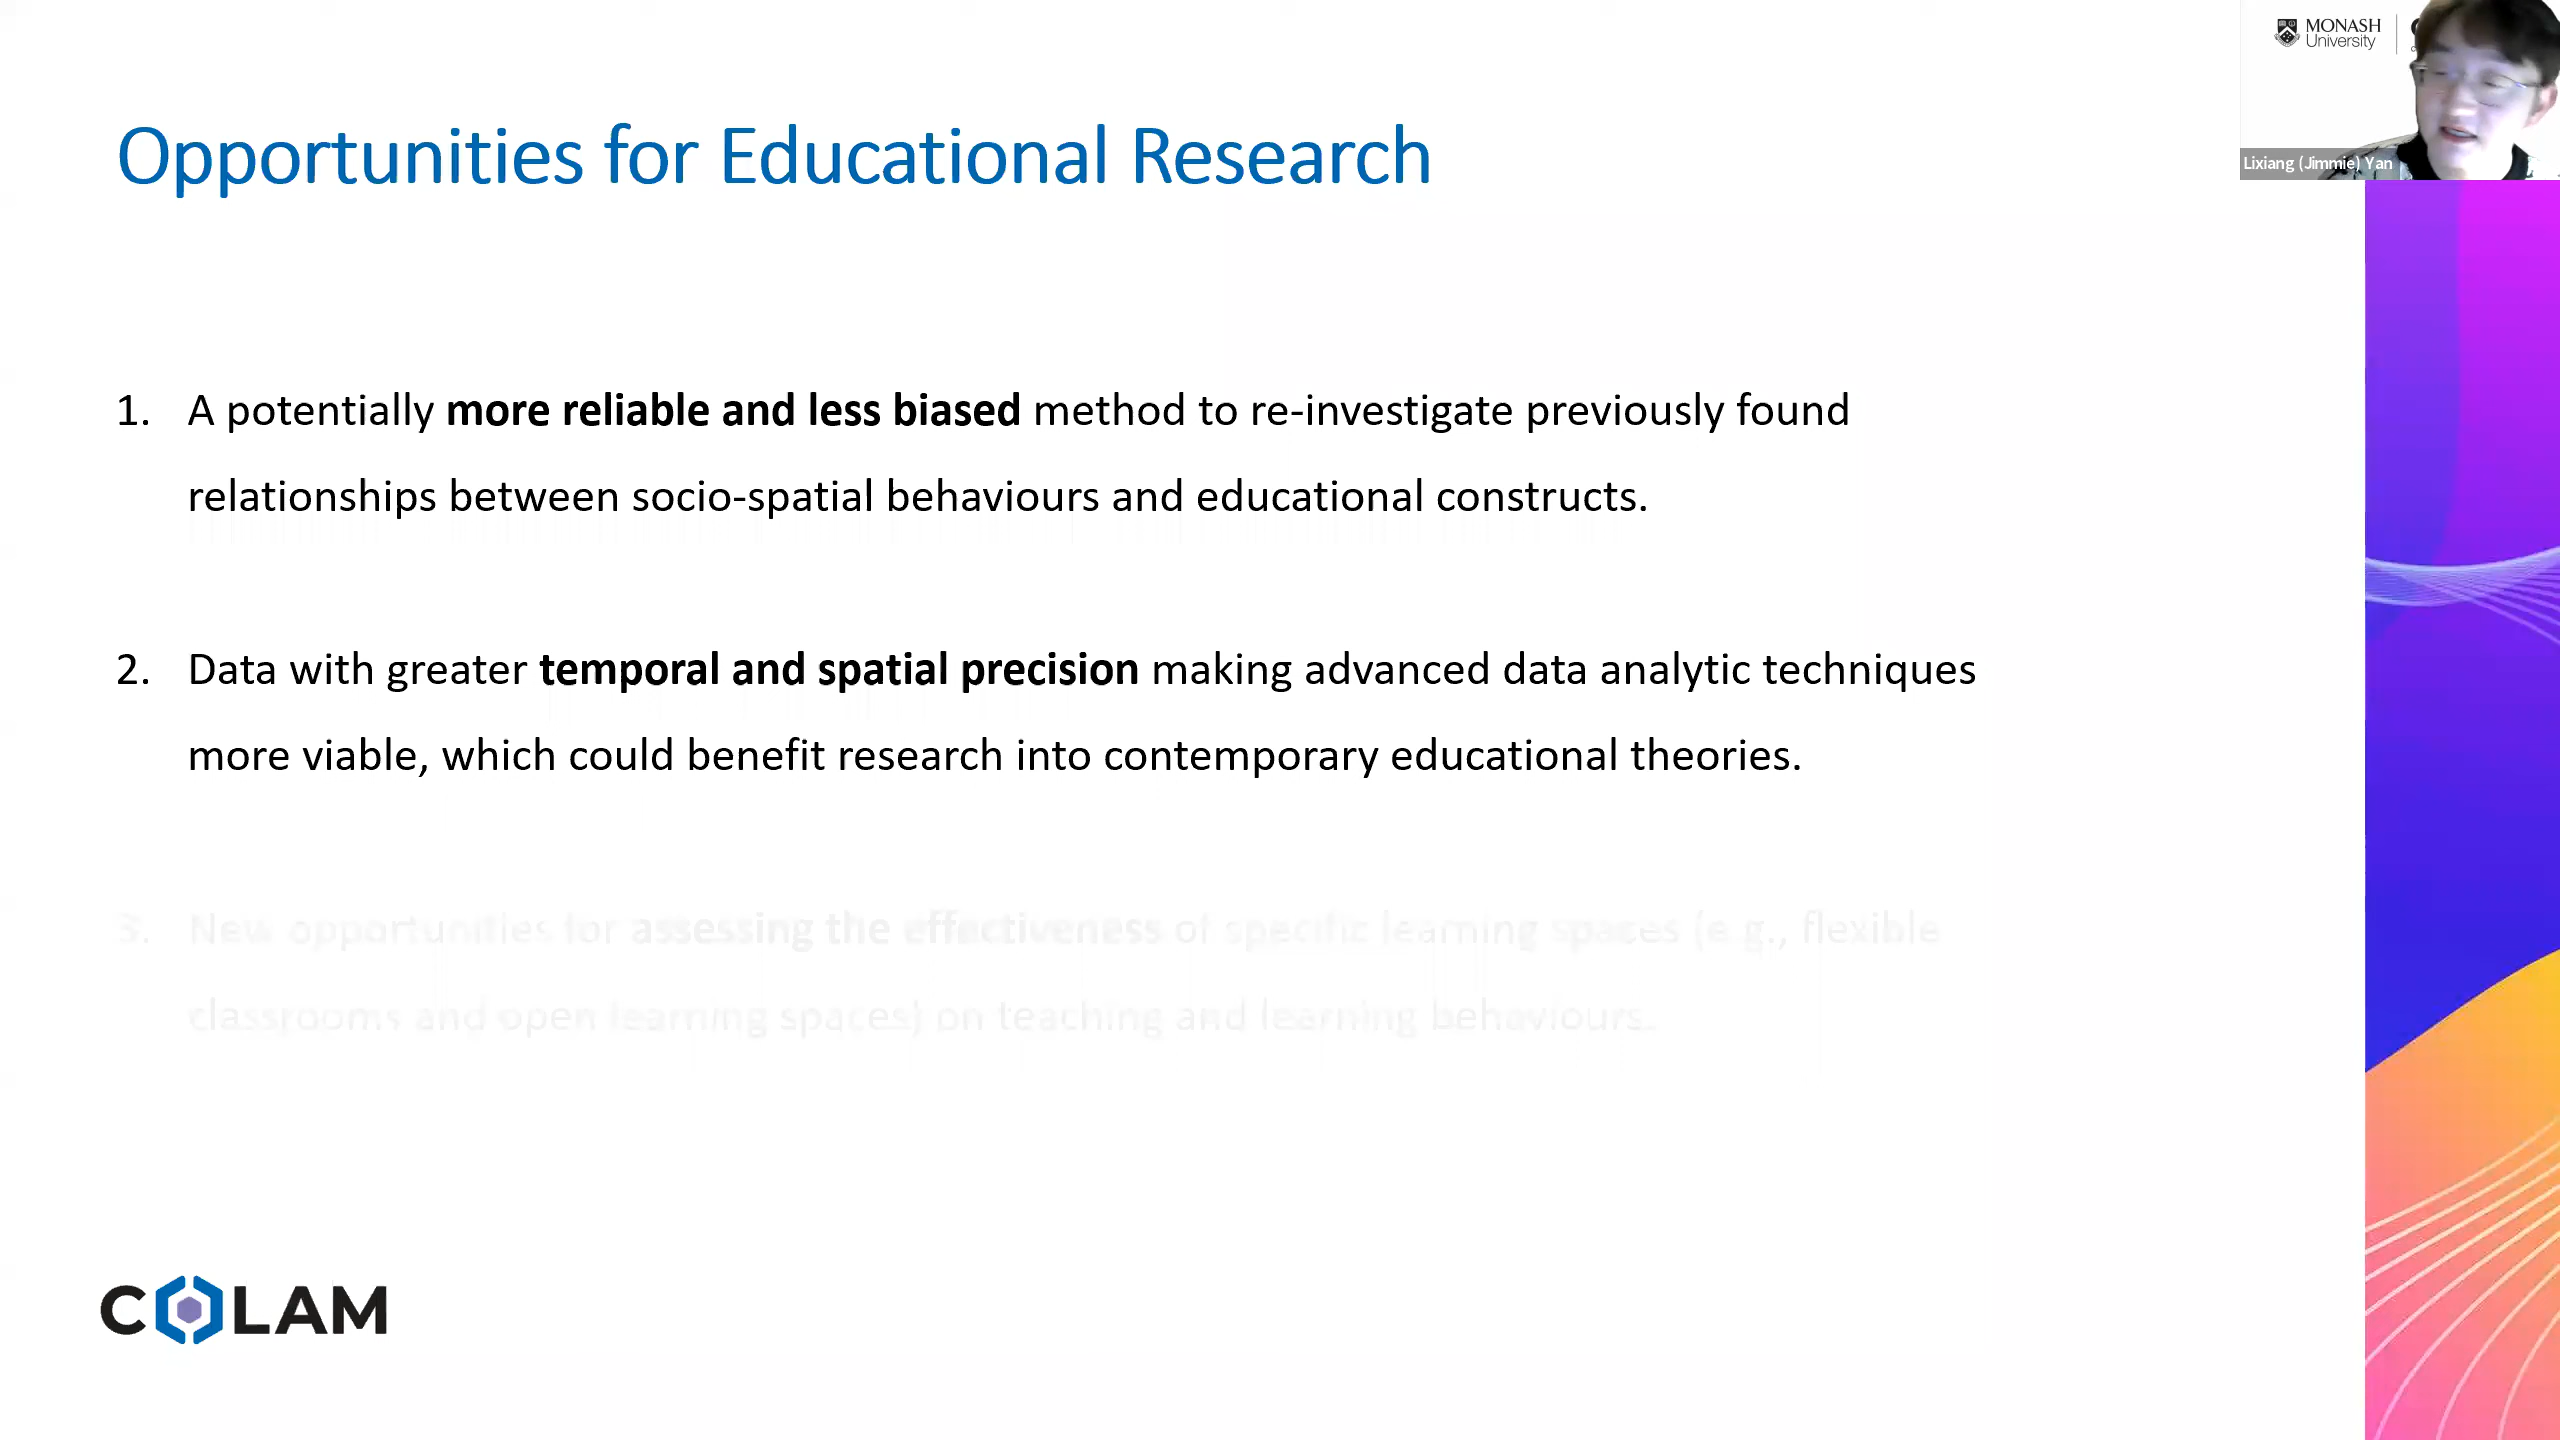 MONASH
University
Lixiang (Jimmie) Yan
Opportunities for Educational Research
1. A potentially more reliable and less biased method to re-investigate previously found
relationships between socio-spatial behaviours and educational constructs.
2. Data with greater temporal and spatial precision making advanced data analytic techniques
more viable, which could benefit research into contemporary educational theories.
3. New opportunities for assessing the effectiveness of specific learning spaces (e.g., flexible
classrooms and open learning spaces) on teaching and learning behaviours.
COLAM